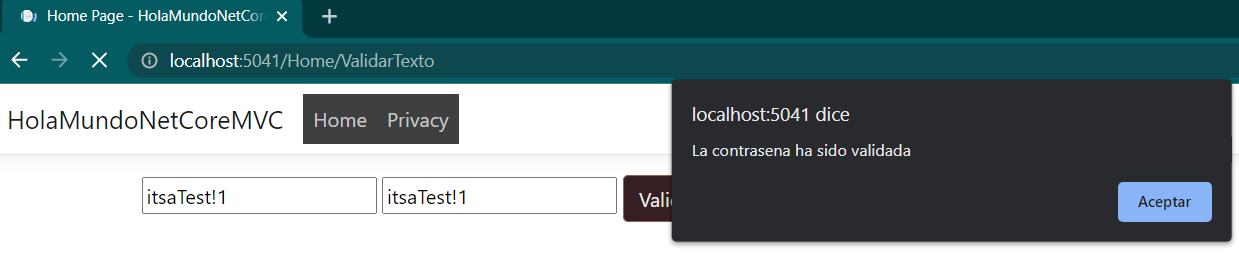 Home Page - HolaMundoNetCor
localhost:5041/Home/ValidarTexto
HolaMundoNetCoreMVC Home Privacy
localhost:5041 dice
La contrasena ha sido validada
Aceptar
itsaTest!1 itsaTest!1 Vali